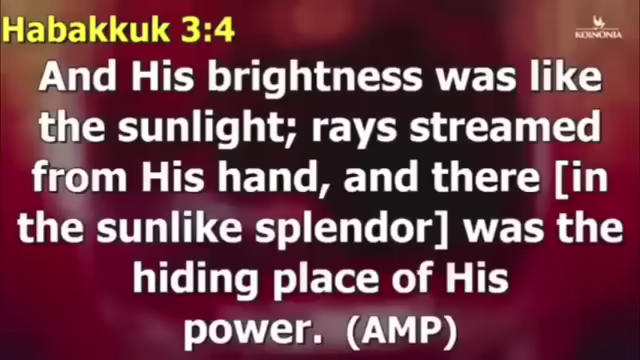 Habakkuk 3:4
KOINONIA
And His brightness was like
the sunlight; rays streamed
from His hand, and there [in
the sunlike splendor] was the
hiding place of His
power. (AMP)